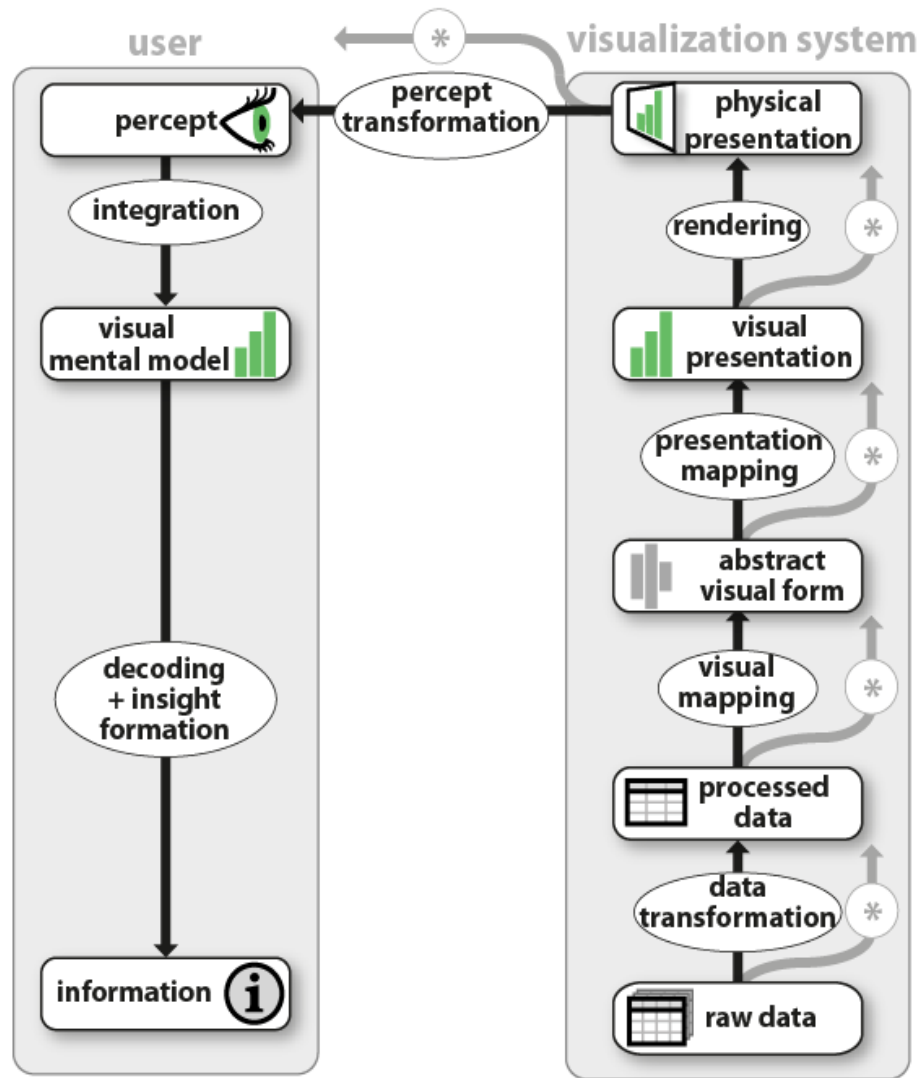 user
visualization system
*
percept
percept
transformation
physical
presentation
integration
rendering
*
visual
mental model
visual
presentation
presentation
mapping
*
abstract
visual form
decoding
+ insight
formation
visual
mapping
*
processed
data
data
transformation
*
information
i
raw data